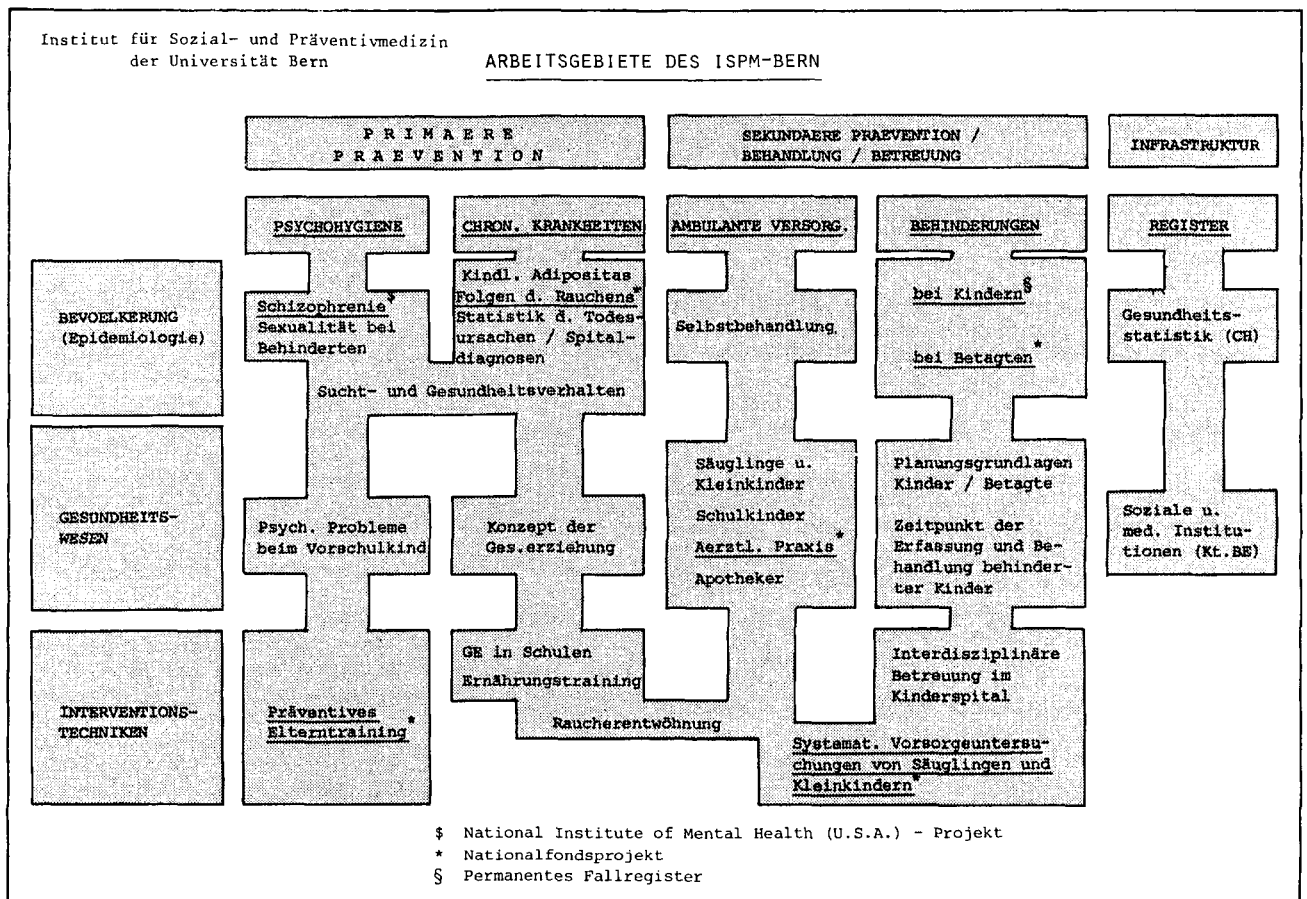 Institut für Sozial- und Präventivmedizin
der Universität Bern
ARBEITSGEBIETE DES ISPM-BERN
PRIMAERE
PRAEVENTION
SEKUNDAERE PRAEVENTION /
BEHANDLUNG / BETREUUNG
INFRASTRUKTUR
PSYCHOHYGIENE
CHRON. KRANKHEITEN
AMBULANTE VERSORG.
BEHINDERUNGEN
REGISTER
BEVOELKERUNG
(Epidemiologie)
Schizophrenie$
Sexualität bei
Behinderten
Kindl. Adipositas
Folgen d. Rauchens*
Statistik d. Todes-
ursachen / Spital-
diagnosen
Sucht- und Gesundheitsverhalten
Selbstbehandlung
bei Kindern§
bei Betagten*
Gesundheits-
statistik (CH)
GESUNDHEITS-
WESEN
Psych. Probleme
beim Vorschulkind
Konzept der
Ges.erziehung
Säuglinge u.
Kleinkinder
Schulkinder
Aerztl. Praxis*
Apotheker
Planungsgrundlagen
Kinder / Betagte
Zeitpunkt der
Erfassung und Be-
handlung behinder-
ter Kinder
Soziale u.
med. Institu-
tionen (Kt.BE)
INTERVENTIONS-
TECHNIKEN
Präventives
Elterntraining*
GE in Schulen
Ernährungstraining
Raucherentwöhnung
Interdisziplinäre
Betreuung im
Kinderspital
Systemat. Vorsorgeuntersu-
chungen von Säuglingen und
Kleinkindern*
$ National Institute of Mental Health (U.S.A.) - Projekt
* Nationalfondsprojekt
§ Permanentes Fallregister